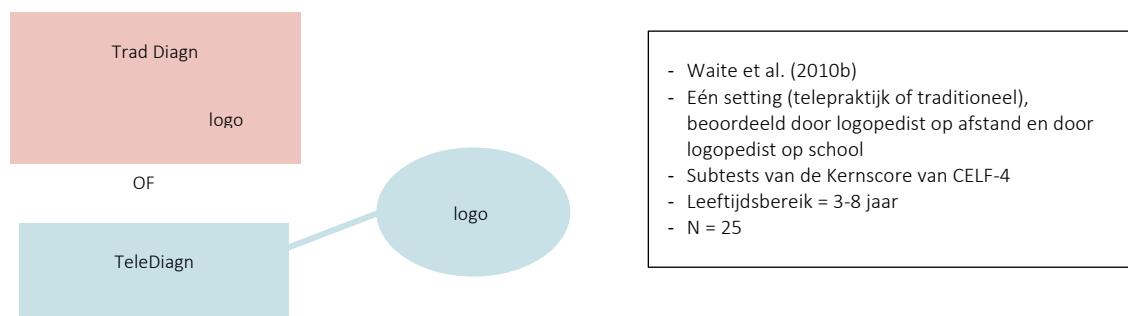 Trad Diagn
logo
OF
TeleDiagn
logo
- Waite et al. (2010b)
- Eén setting (telepraktijk of traditioneel),
beoordeeld door logopedist op afstand en door
logopedist op school
- Subtests van de Kernscore van CELF-4
- Leeftijdsbereik = 3-8 jaar
- N = 25